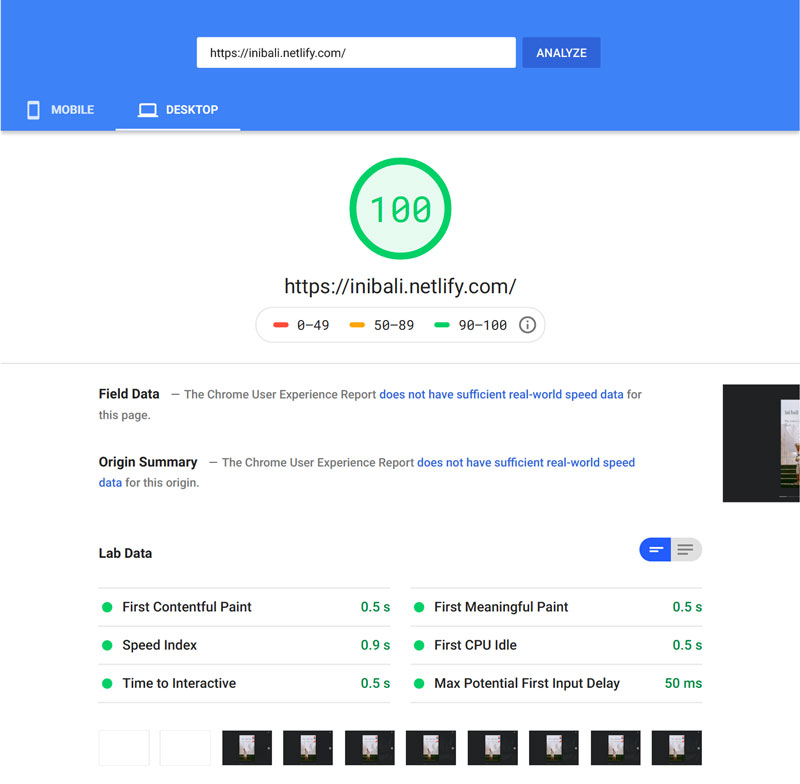 https://inibali.netlify.com/
ANALYZE
MOBILE
DESKTOP
100
https://inibali.netlify.com/
0–49 50–89 90–100
Field Data — The Chrome User Experience Report does not have sufficient real-world speed data for
this page.
Origin Summary — The Chrome User Experience Report does not have sufficient real-world speed
data for this origin.
Lab Data
First Contentful Paint 0.5 s
First Meaningful Paint 0.5 s
Speed Index 0.9 s
First CPU Idle 0.5 s
Time to Interactive 0.5 s
Max Potential First Input Delay 50 ms